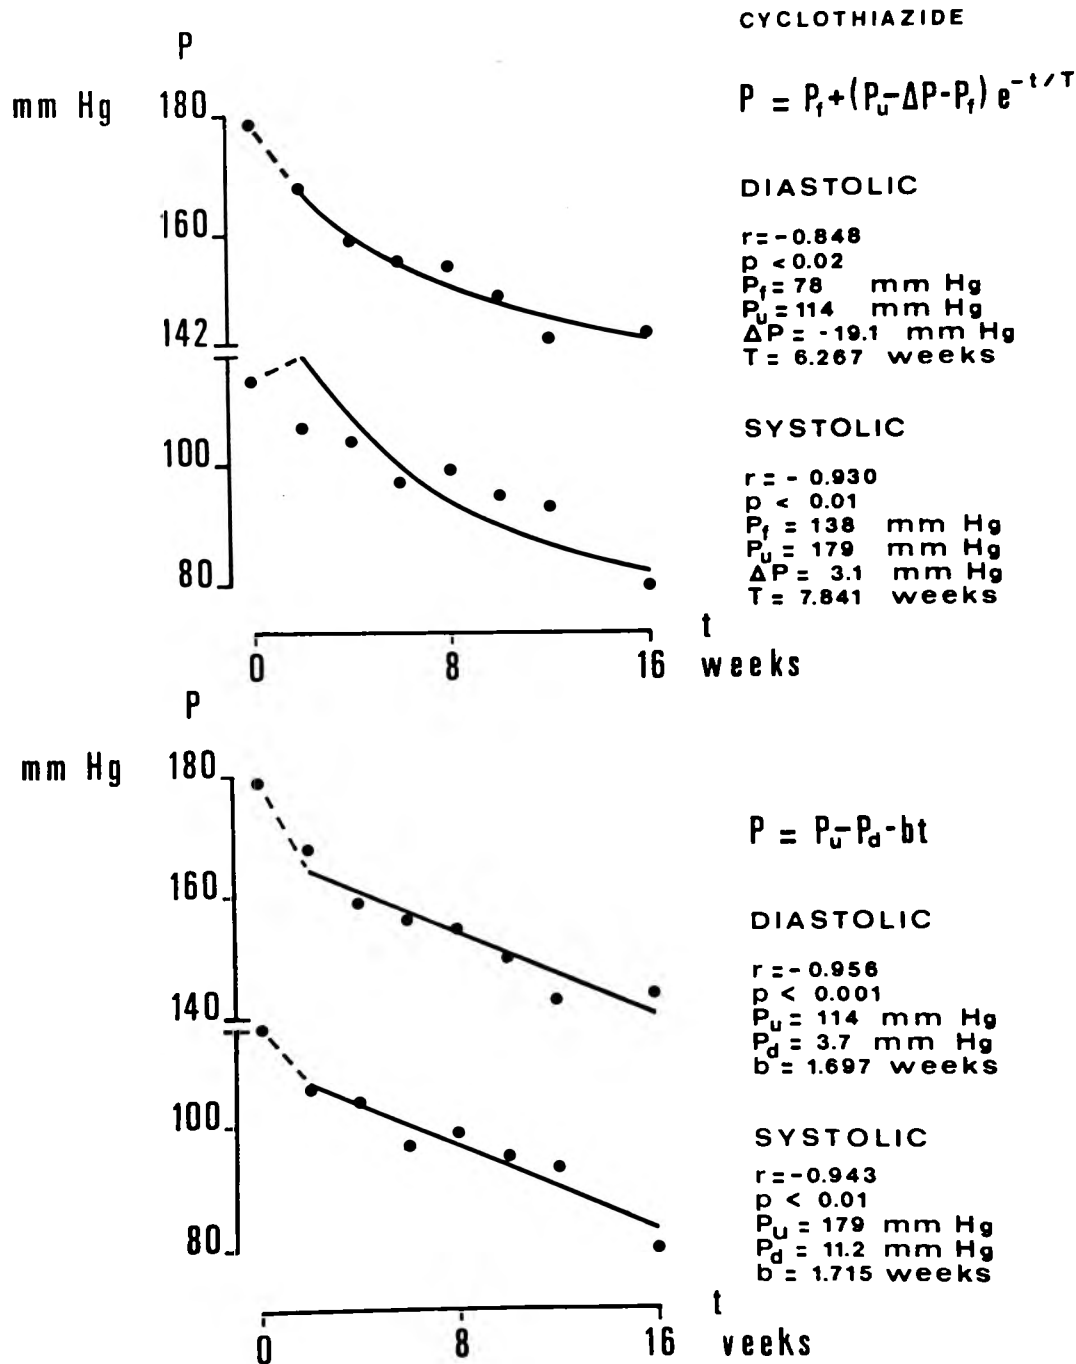 CYCLOTHIAZIDE
P
mm Hg
P = Pf+(Pu-ΔP-Pf) e-t/T
180
160
142
100
80
0
8
16
t
weeks
DIASTOLIC
r=-0.848
p <0.02
Pf= 78 mm Hg
Pu= 114 mm Hg
ΔP= -19.1 mm Hg
T= 6.267 weeks
SYSTOLIC
r= - 0.930
p < 0.01
Pf = 138 mm Hg
Pu = 179 mm Hg
ΔP= 3.1 mm Hg
T= 7.841 weeks
P
mm Hg
180
160
140
100
80
0
8
16
t
veeks
P = Pu-Pd-bt
DIASTOLIC
r=-0.956
p < 0.001
Pu= 114 mm Hg
Pd= 3.7 mm Hg
b= 1.697 weeks
SYSTOLIC
r=-0.943
p < 0.01
Pu= 179 mm Hg
Pd= 11.2 mm Hg
b= 1.715 weeks